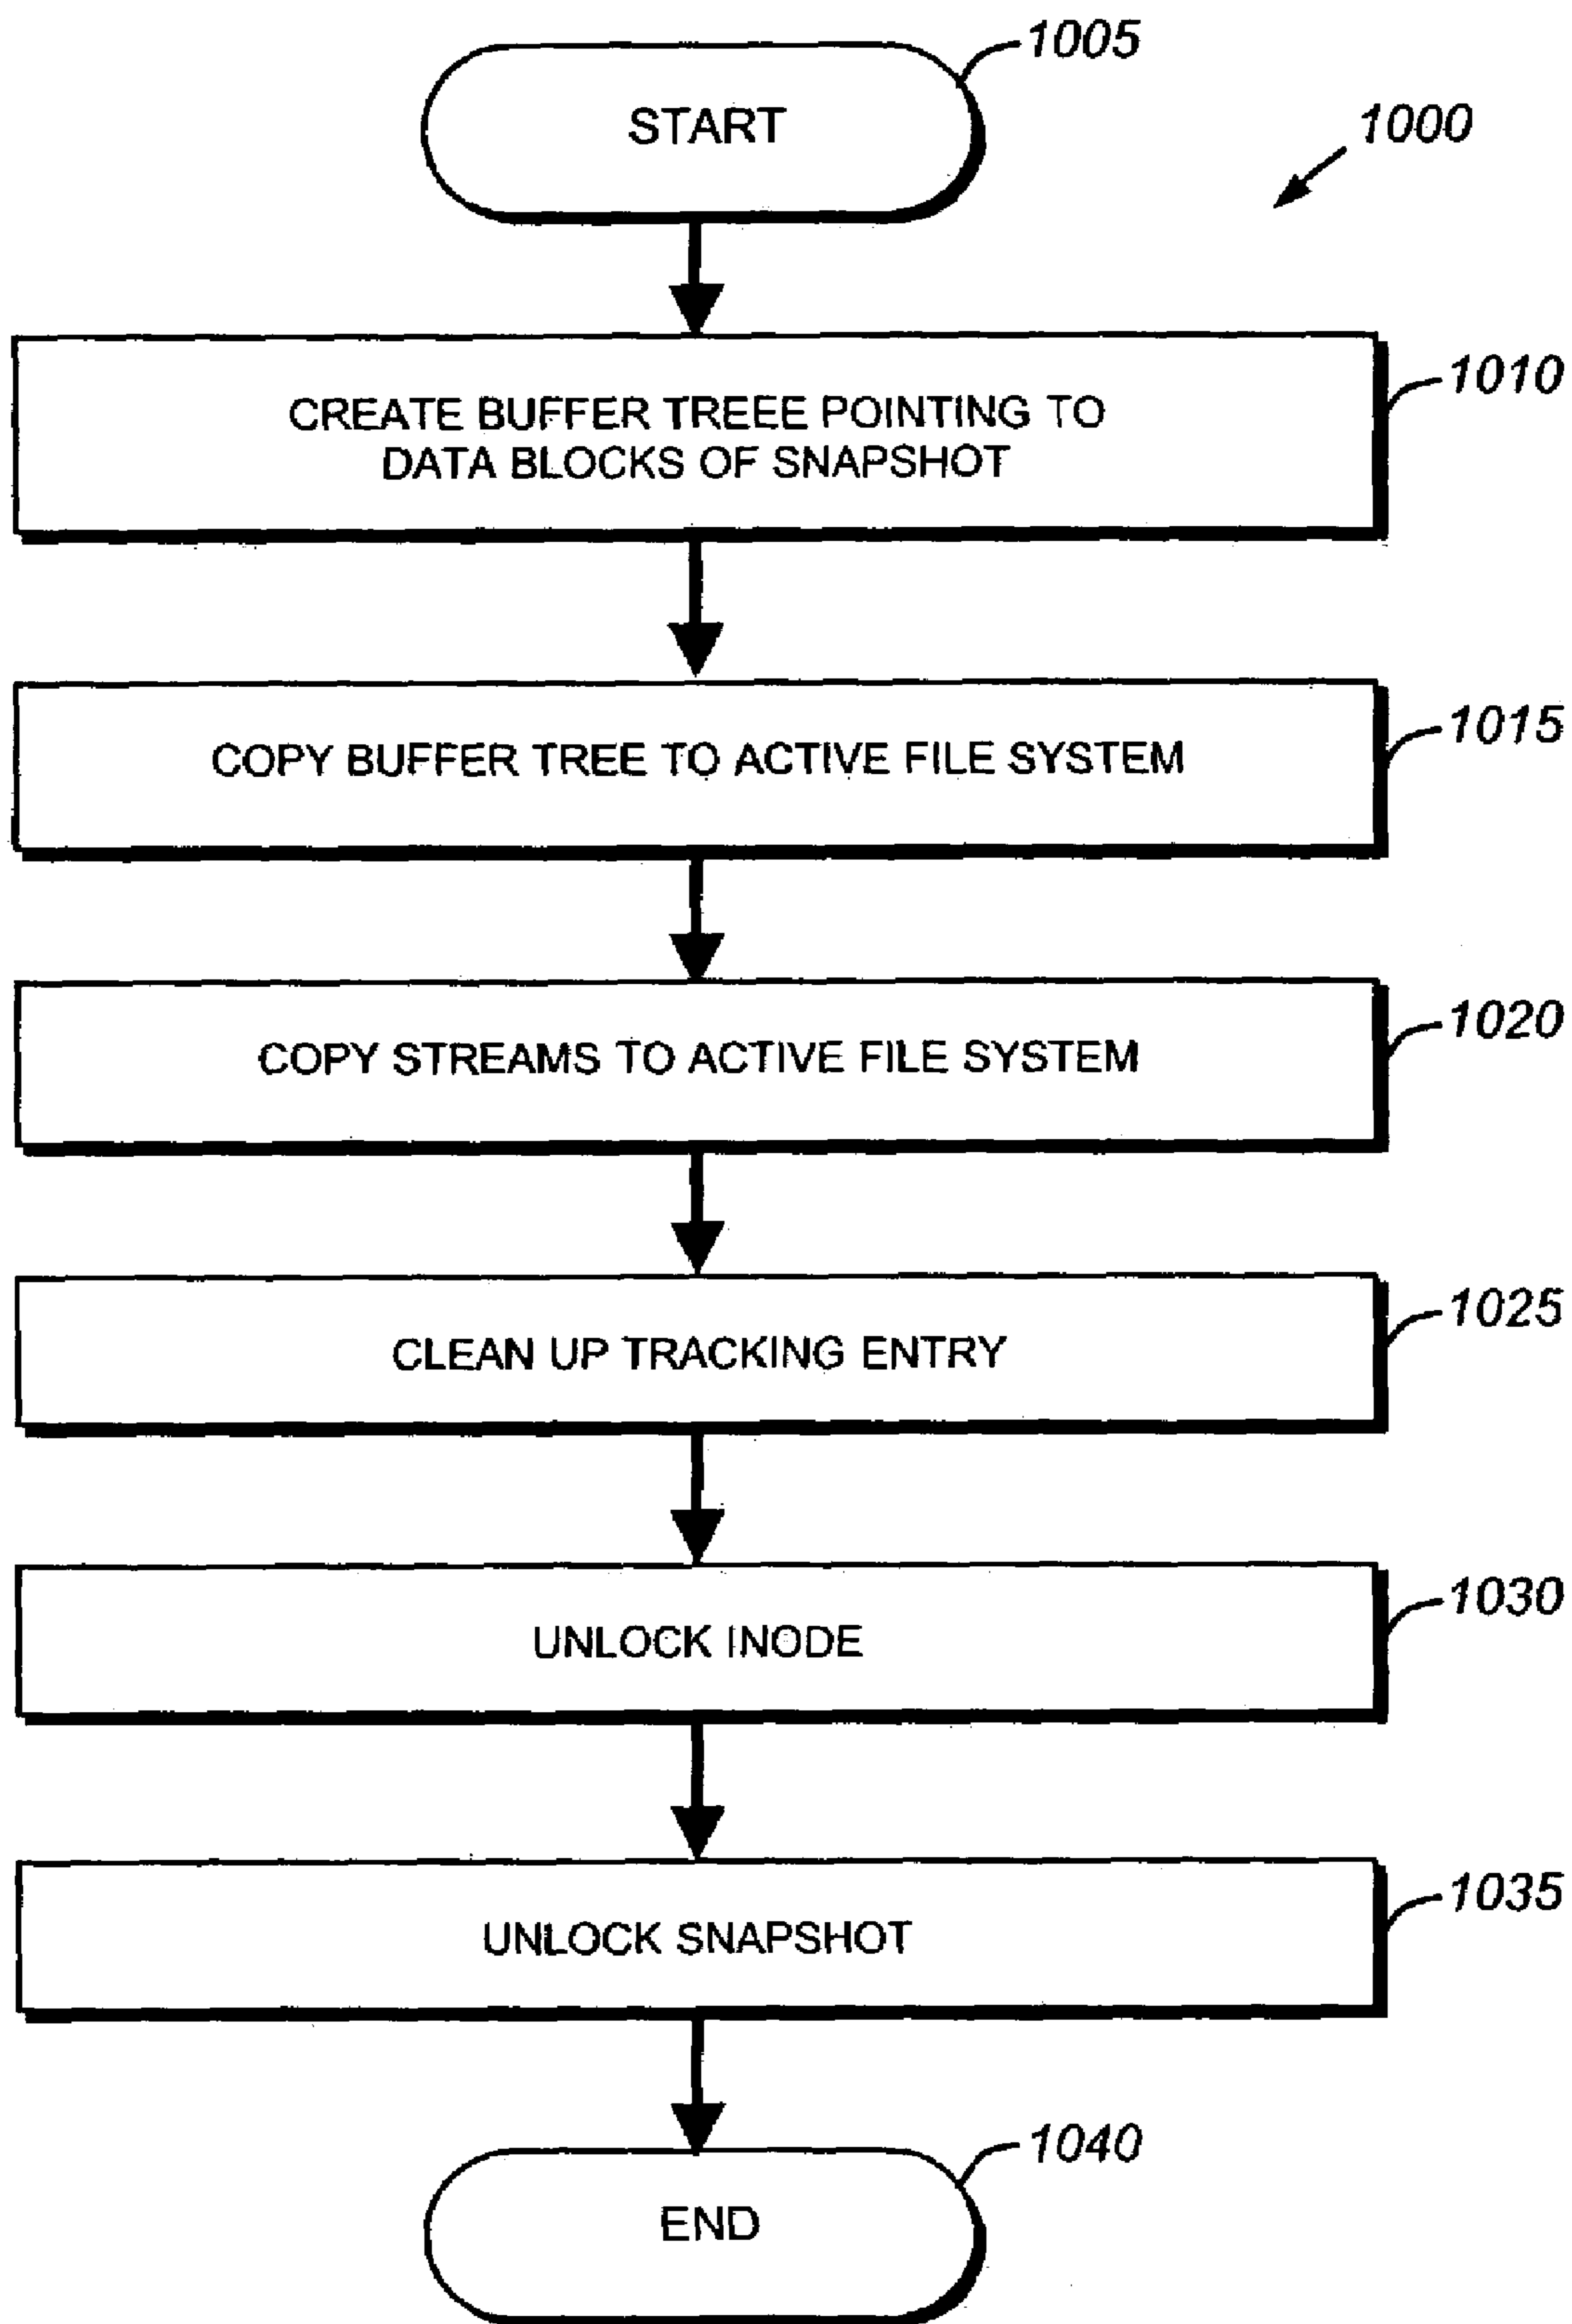 1005
START
1000
1010
CREATE BUFFER TREEE POINTING TO
DATA BLOCKS OF SNAPSHOT
1015
COPY BUFFER TREE TO ACTIVE FILE SYSTEM
1020
COPY STREAMS TO ACTIVE FILE SYSTEM
1025
CLEAN UP TRACKING ENTRY
1030
UNLOCK INODE
1035
UNLOCK SNAPSHOT
1040
END